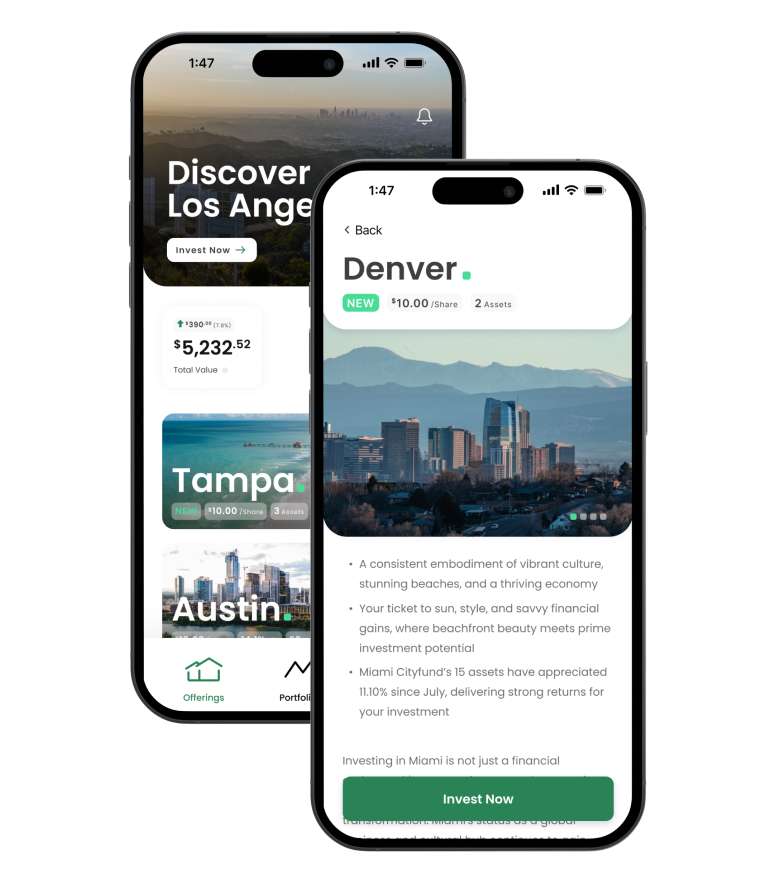 1:47
Discover
Los Ange
Invest Now →
$390.00 (7.8%)
$5,232.52
Total Value
Tampa.
NEW $10.00 /Share 3 Assets
Austin.
Offerings
Portfoli
1:47
< Back
Denver.
NEW $10.00 /Share 2 Assets
• A consistent embodiment of vibrant culture,
stunning beaches, and a thriving economy
• Your ticket to sun, style, and savvy financial
gains, where beachfront beauty meets prime
investment potential
• Miami Cityfund's 15 assets have appreciated
11.10% since July, delivering strong returns for
your investment
Investing in Miami is not just a financial
Invest Now
transformation. Miami's status as a global